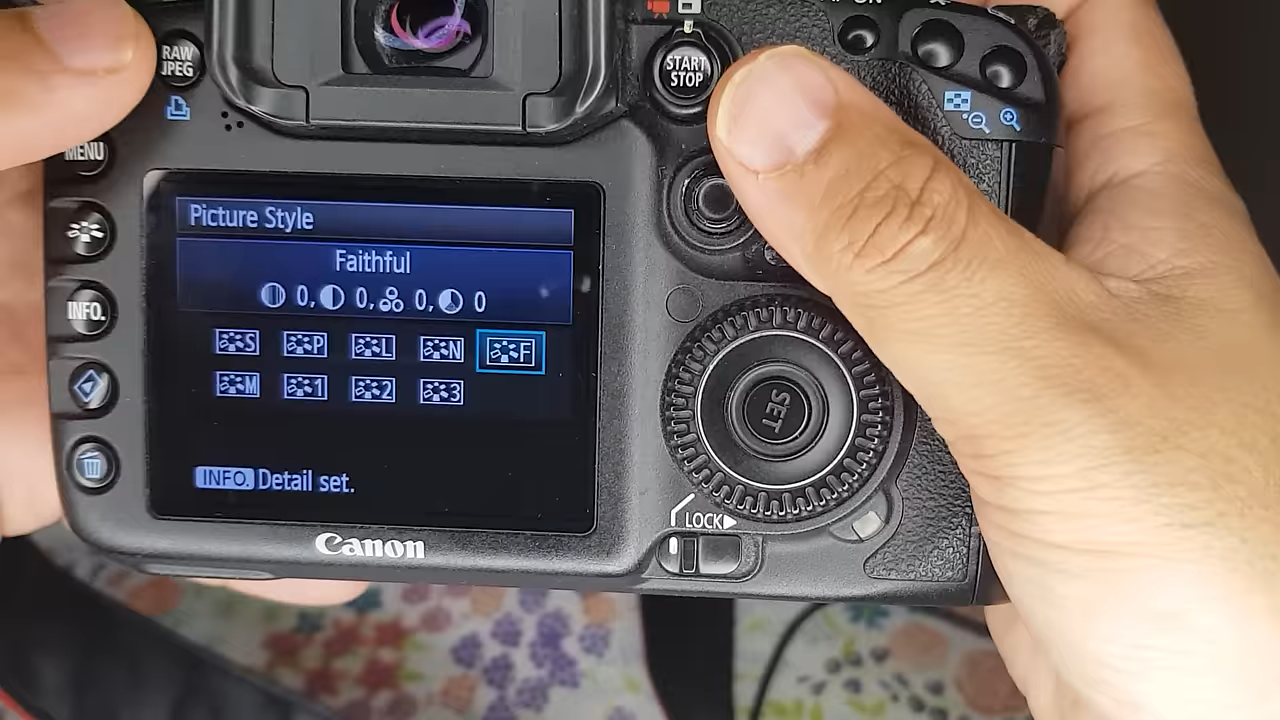 RAW
JPEG
START
STOP
MENU
INFO.
Picture Style
Faithful
0, 0, 0, 0
S P L N F
M 1 2 3
INFO. Detail set.
SET
LOCK
Canon